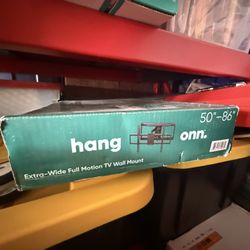 50"–86"
hang onn.
Extra-Wide Full Motion TV Wall Mount